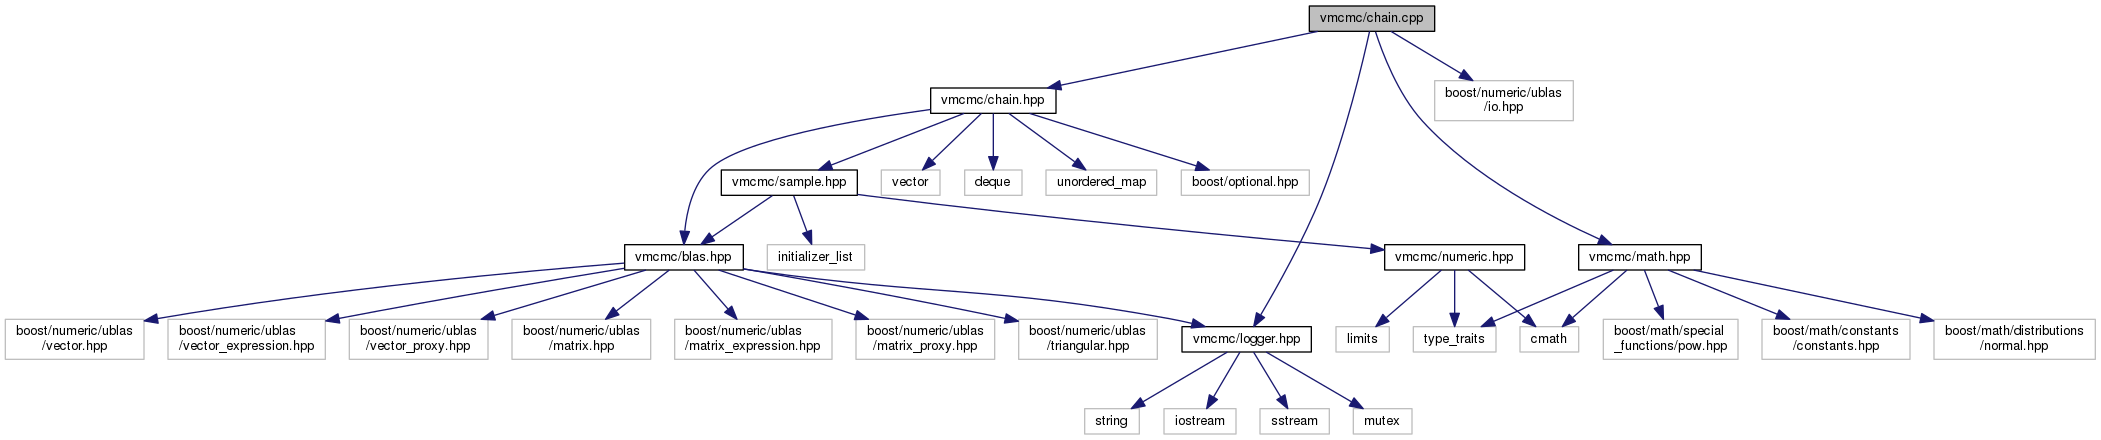 vmcmc/chain.cpp
vmcmc/chain.hpp
boost/numeric/ublas
/io.hpp
vmcmc/sample.hpp
vector
deque
unordered_map
boost/optional.hpp
vmcmc/blas.hpp
initializer_list
vmcmc/numeric.hpp
vmcmc/math.hpp
boost/numeric/ublas
/vector.hpp
boost/numeric/ublas
/vector_expression.hpp
boost/numeric/ublas
/vector_proxy.hpp
boost/numeric/ublas
/matrix.hpp
boost/numeric/ublas
/matrix_expression.hpp
boost/numeric/ublas
/matrix_proxy.hpp
boost/numeric/ublas
/triangular.hpp
vmcmc/logger.hpp
limits
type_traits
cmath
boost/math/special
_functions/pow.hpp
boost/math/constants
/constants.hpp
boost/math/distributions
/normal.hpp
string
iostream
sstream
mutex